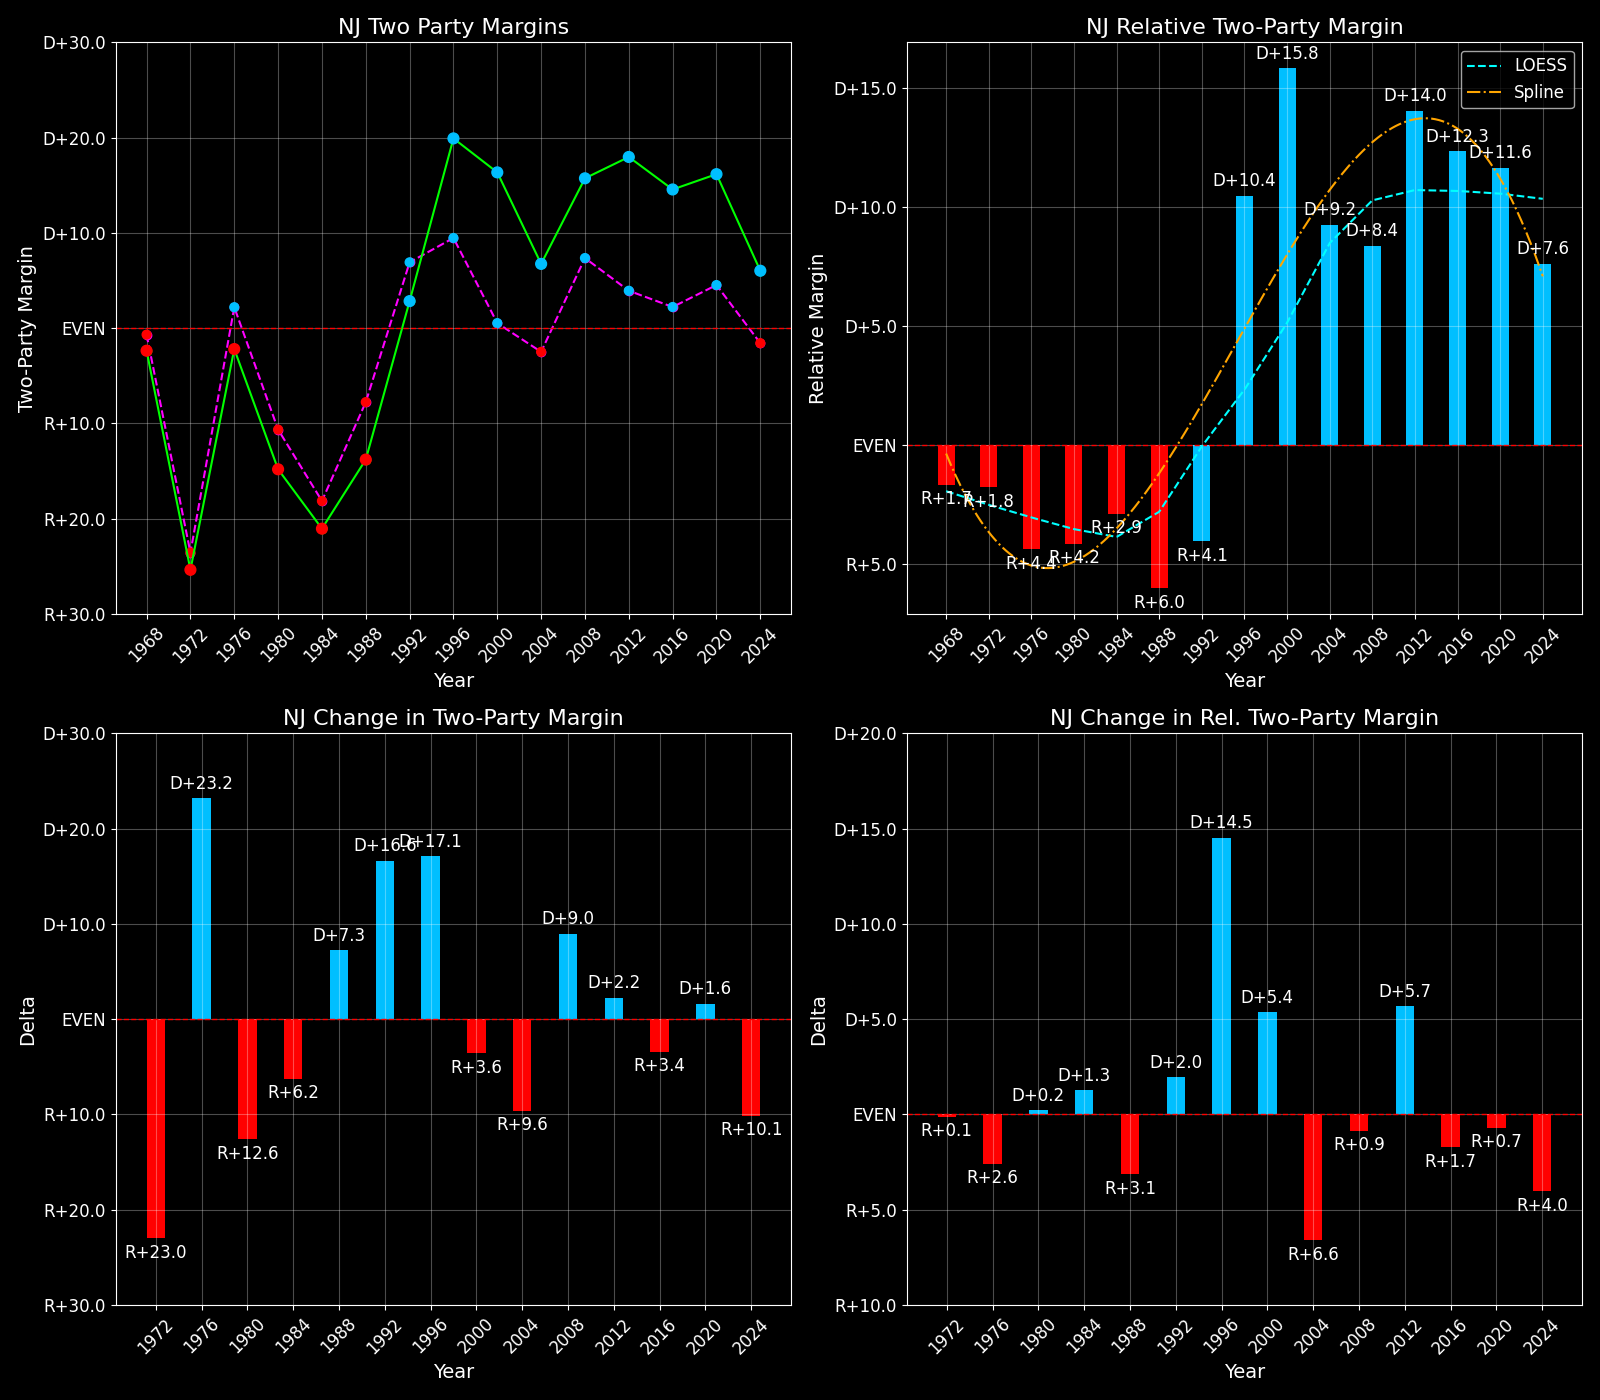 NJ Two Party Margins
D+30.0
D+20.0
D+10.0
EVEN
R+10.0
R+20.0
R+30.0
Two-Party Margin
1968
1972
1976
1980
1984
1988
1992
1996
2000
2004
2008
2012
2016
2020
2024
Year
NJ Relative Two-Party Margin
LOESS
Spline
D+15.0
D+10.0
D+5.0
EVEN
R+5.0
Relative Margin
R+1.7
R+1.8
R+4.4
R+4.2
R+2.9
R+6.0
R+4.1
D+10.4
D+15.8
D+9.2
D+8.4
D+14.0
D+12.3
D+11.6
D+7.6
1968
1972
1976
1980
1984
1988
1992
1996
2000
2004
2008
2012
2016
2020
2024
Year
NJ Change in Two-Party Margin
D+30.0
D+20.0
D+10.0
EVEN
R+10.0
R+20.0
R+30.0
Delta
R+23.0
D+23.2
R+12.6
R+6.2
D+7.3
D+16.6
D+17.1
R+3.6
R+9.6
D+9.0
D+2.2
R+3.4
D+1.6
R+10.1
1972
1976
1980
1984
1988
1992
1996
2000
2004
2008
2012
2016
2020
2024
Year
NJ Change in Rel. Two-Party Margin
D+20.0
D+15.0
D+10.0
D+5.0
EVEN
R+5.0
R+10.0
Delta
R+0.1
R+2.6
D+0.2
D+1.3
R+3.1
D+2.0
D+14.5
D+5.4
R+6.6
R+0.9
D+5.7
R+1.7
R+0.7
R+4.0
1972
1976
1980
1984
1988
1992
1996
2000
2004
2008
2012
2016
2020
2024
Year